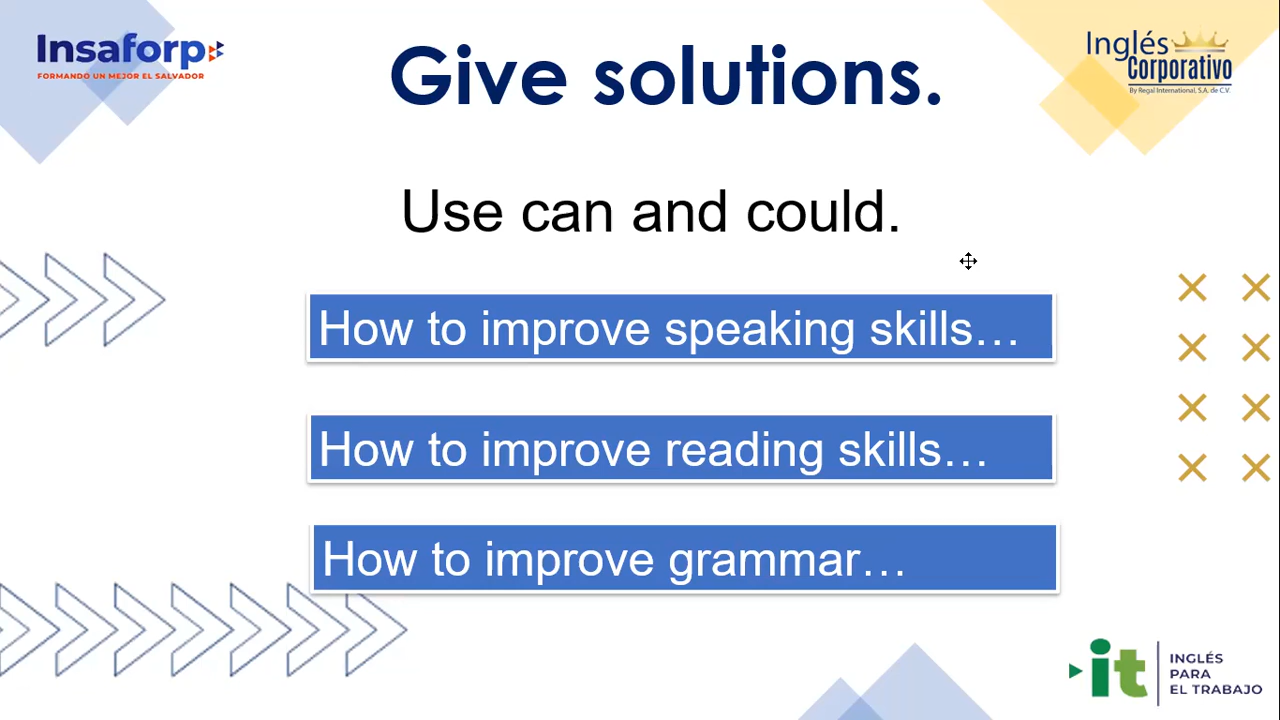 Insaforp
FORMANDO UN MEJOR EL SALVADOR
Give solutions.
Inglés
Corporativo
By Regal International, S.A. de C.V.
Use can and could.
How to improve speaking skills...
How to improve reading skills...
How to improve grammar...
it
INGLÉS
PARA
EL TRABAJO